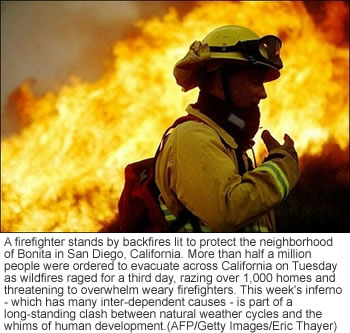 A firefighter stands by backfires lit to protect the neighborhood
of Bonita in San Diego, California. More than half a million
people were ordered to evacuate across California on Tuesday
as wildfires raged for a third day, razing over 1,000 homes and
threatening to overwhelm weary firefighters. This week's inferno
- which has many inter-dependent causes - is part of a
long-standing clash between natural weather cycles and the
whims of human development.(AFP/Getty Images/Eric Thayer)